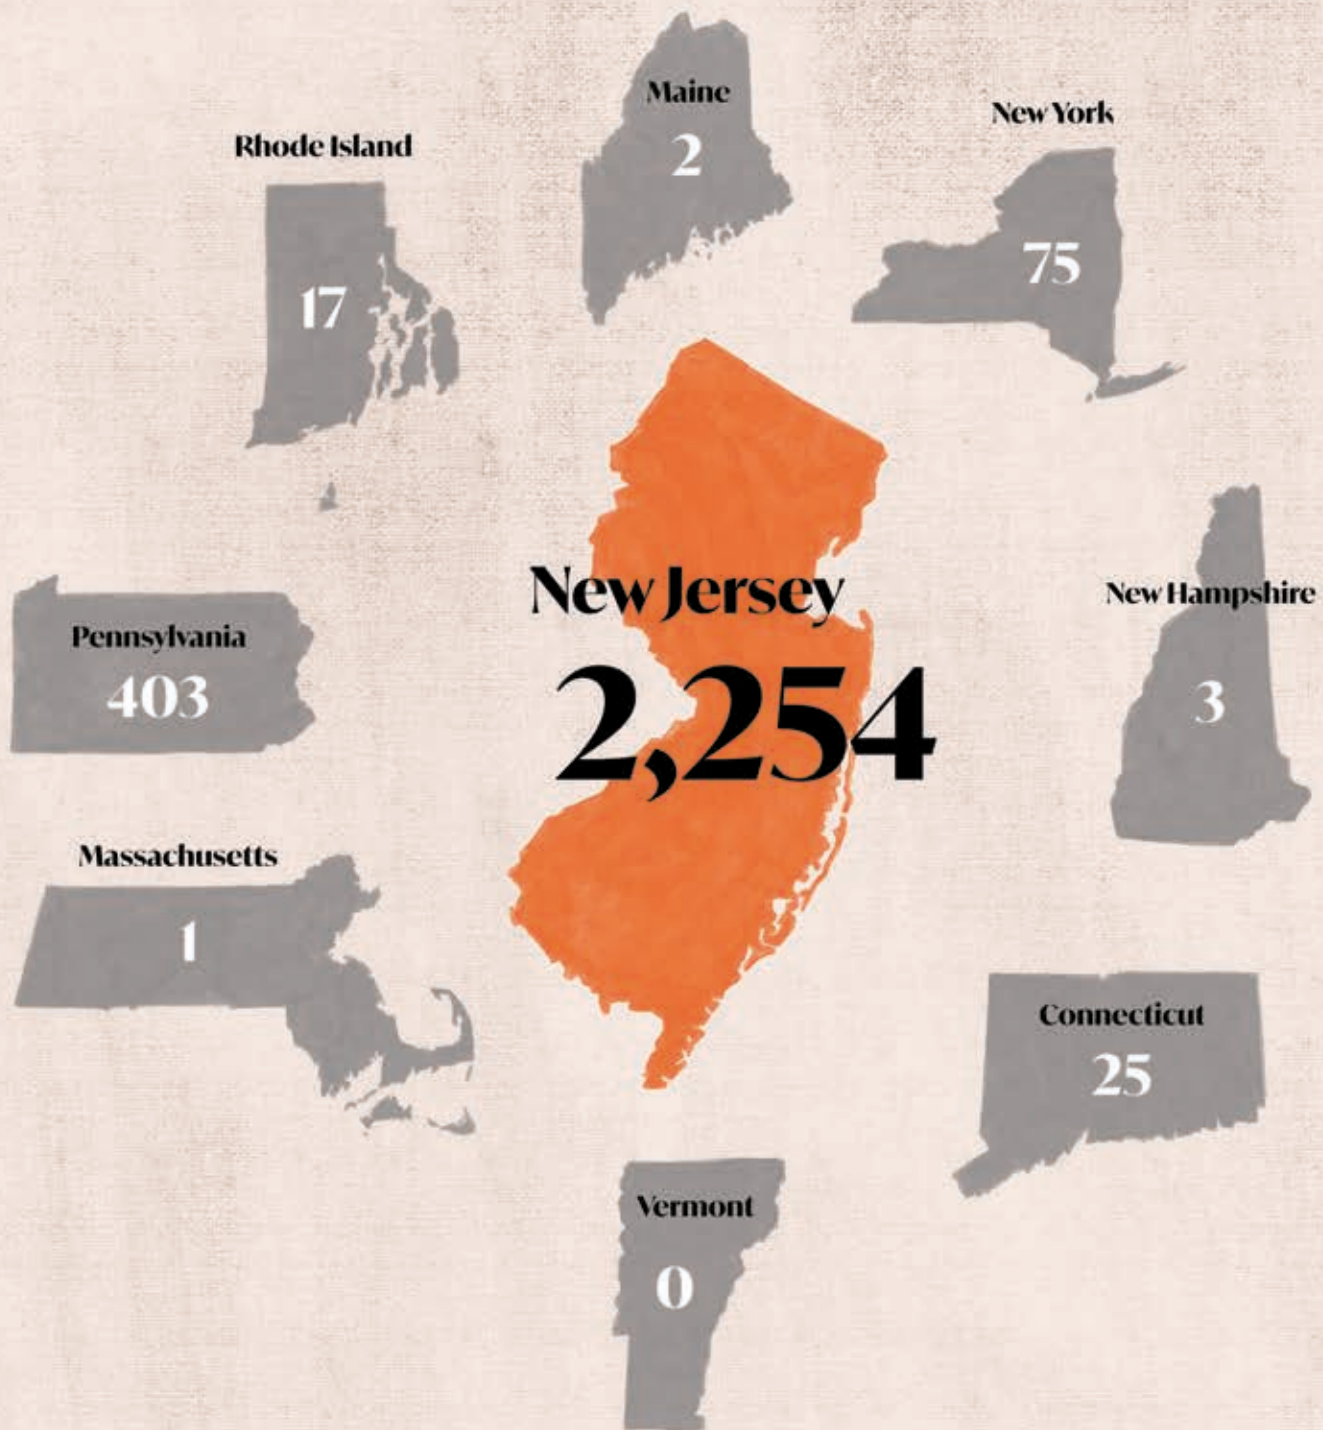 Maine
2
New York
75
Rhode Island
17
New Jersey
2,254
Pennsylvania
403
New Hampshire
3
Massachusetts
1
Connecticut
25
Vermont
0